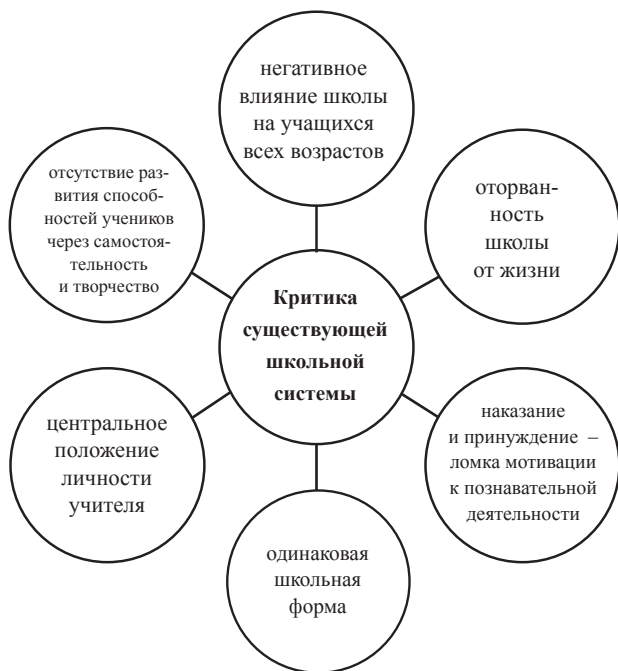 негативное
влияние школы
на учащихся
всех возрастов
отсутствие раз-
вития способ-
ностей учеников
через самостоя-
тельность
и творчество
оторван-
ность
школы
от жизни
Критика
существующей
школьной
системы
центральное
положение
личности
учителя
наказание
и принуждение –
ломка мотивации
к познавательной
деятельности
одинаковая
школьная
форма